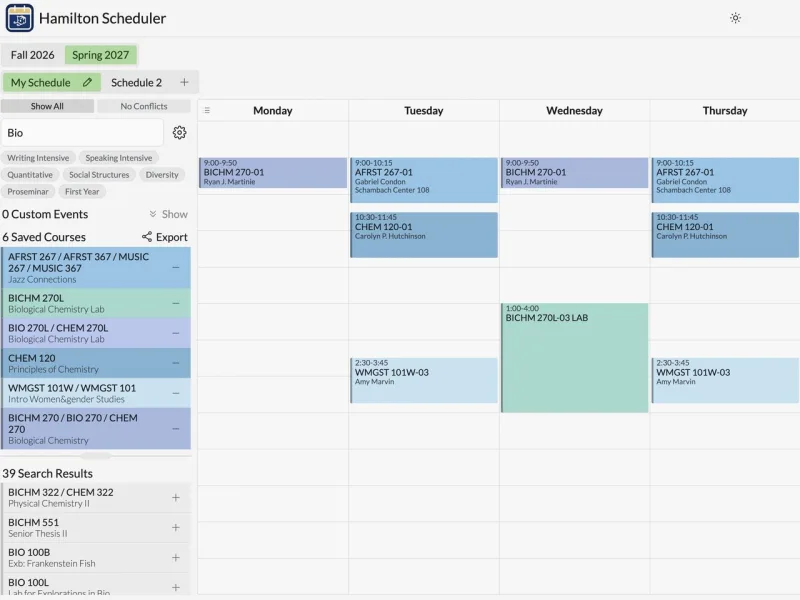 Hamilton Scheduler
Fall 2026
Spring 2027
My Schedule
Schedule 2
Show All
No Conflicts
Bio
Writing Intensive
Speaking Intensive
Quantitative
Social Structures
Diversity
Proseminar
First Year
0 Custom Events
Show
6 Saved Courses
Export
AFRST 267 / AFRST 367 / MUSIC
267 / MUSIC 367
Jazz Connections
BICHM 270L
Biological Chemistry Lab
BIO 270L / CHEM 270L
Biological Chemistry Lab
CHEM 120
Principles of Chemistry
WMGST 101W / WMGST 101
Intro Women&gender Studies
BICHM 270 / BIO 270 / CHEM
270
Biological Chemistry
39 Search Results
BICHM 322 / CHEM 322
Physical Chemistry II
BICHM 551
Senior Thesis II
BIO 100B
Exb: Frankenstein Fish
BIO 100L
Lab for Explorations in Bio
Monday
Tuesday
Wednesday
Thursday
9:00-9:50
BICHM 270-01
Ryan J. Martinie
9:00-10:15
AFRST 267-01
Gabriel Condon
Schambach Center 108
10:30-11:45
CHEM 120-01
Carolyn P. Hutchinson
2:30-3:45
WMGST 101W-03
Amy Marvin
9:00-9:50
BICHM 270-01
Ryan J. Martinie
1:00-4:00
BICHM 270L-03 LAB
9:00-10:15
AFRST 267-01
Gabriel Condon
Schambach Center 108
10:30-11:45
CHEM 120-01
Carolyn P. Hutchinson
2:30-3:45
WMGST 101W-03
Amy Marvin